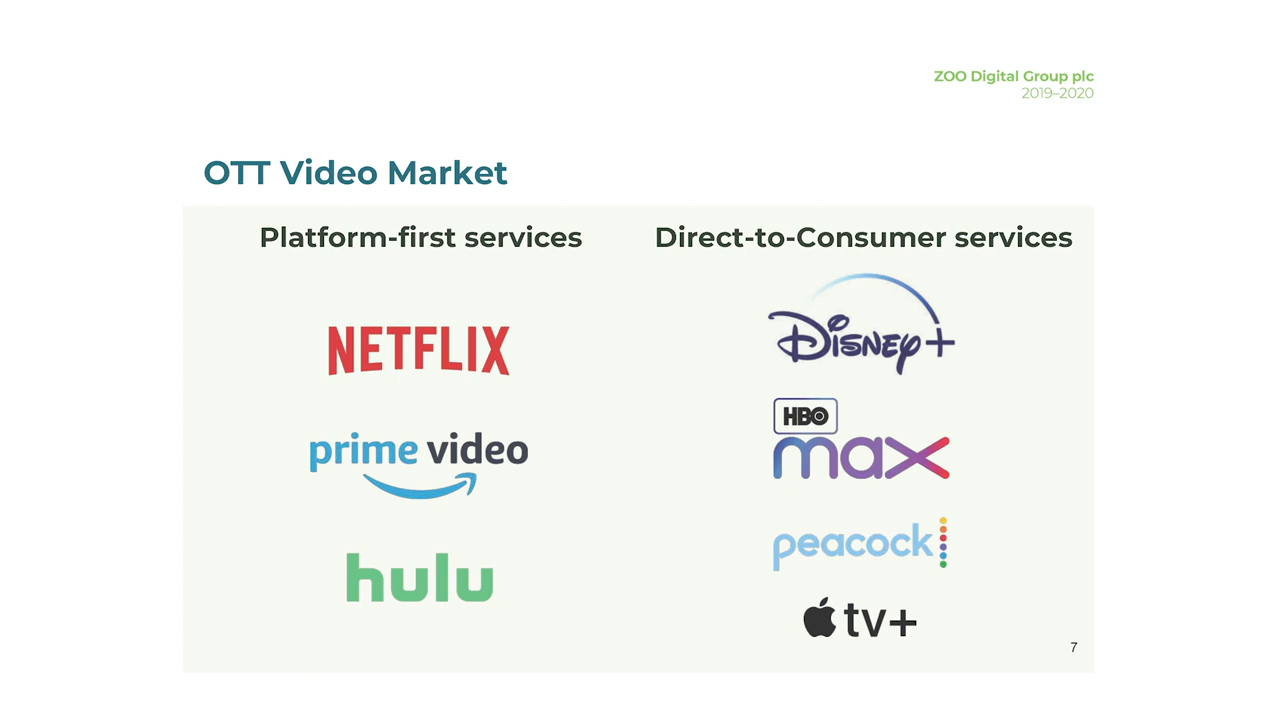 ZOO Digital Group plc
2019–2020
OTT Video Market
Platform-first services
NETFLIX
prime video
hulu
Direct-to-Consumer services
Disney+
HBO
max
peacock
tv+
7